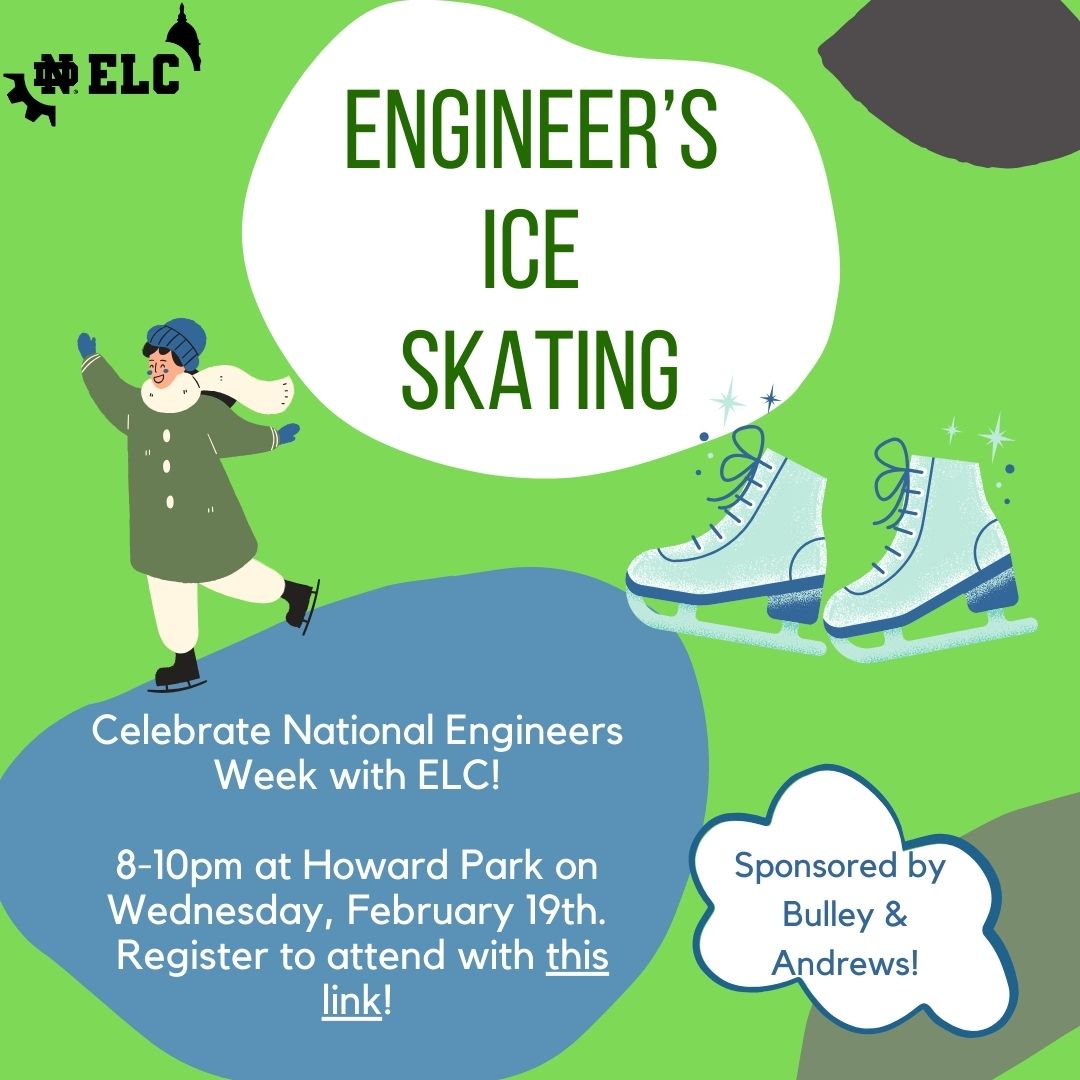 ND ELC
ENGINEER'S
ICE
SKATING
Celebrate National Engineers
Week with ELC!
8-10pm at Howard Park on
Wednesday, February 19th.
Register to attend with this
link!
Sponsored by
Bulley &
Andrews!